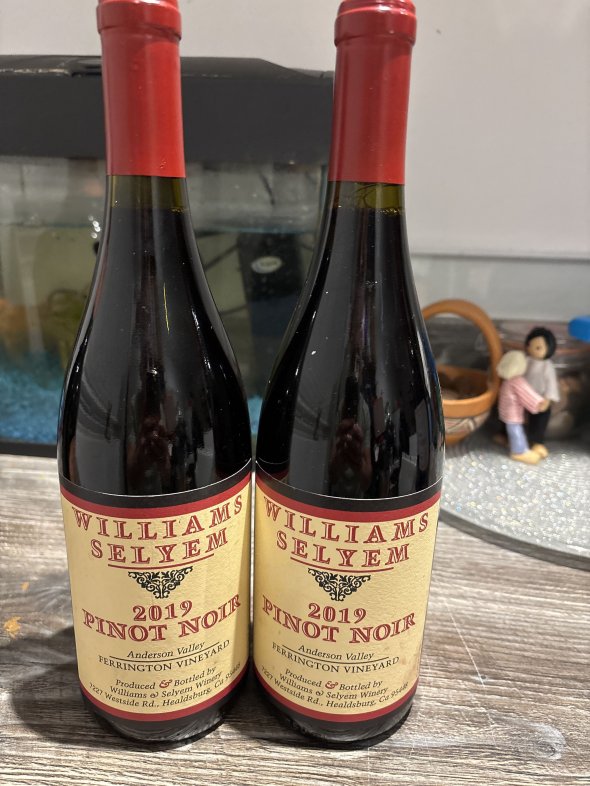 WILLIAMS
SELYEM
2019
PINOT NOIR
Anderson Valley
FERRINGTON VINEYARD
Produced & Bottled by
Williams & Selyem Winery
7227 Westside Rd., Healdsburg, Ca 95448
WILLIAMS
SELYEM
2019
PINOT NOIR
Anderson Valley
FERRINGTON VINEYARD
Produced & Bottled by
Williams & Selyem Winery
7227 Westside Rd., Healdsburg, Ca 95448